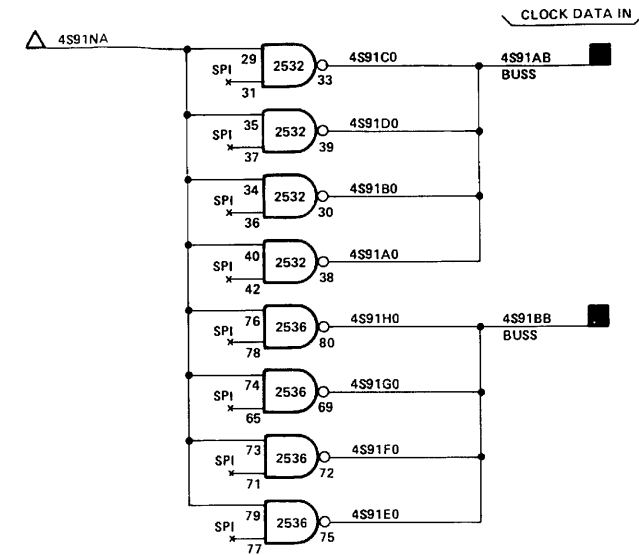 CLOCK DATA IN
4S91NA
29 2532 33 4S91C0 4S91AB
SPI 31 BUSS
35 2532 39 4S91D0
SPI 37
34 2532 30 4S91B0
SPI 36
40 2532 38 4S91A0
SPI 42
76 2536 80 4S91H0 4S91BB
SPI 78 BUSS
74 2536 69 4S91G0
SPI 65
73 2536 72 4S91F0
SPI 71
79 2536 75 4S91E0
SPI 77